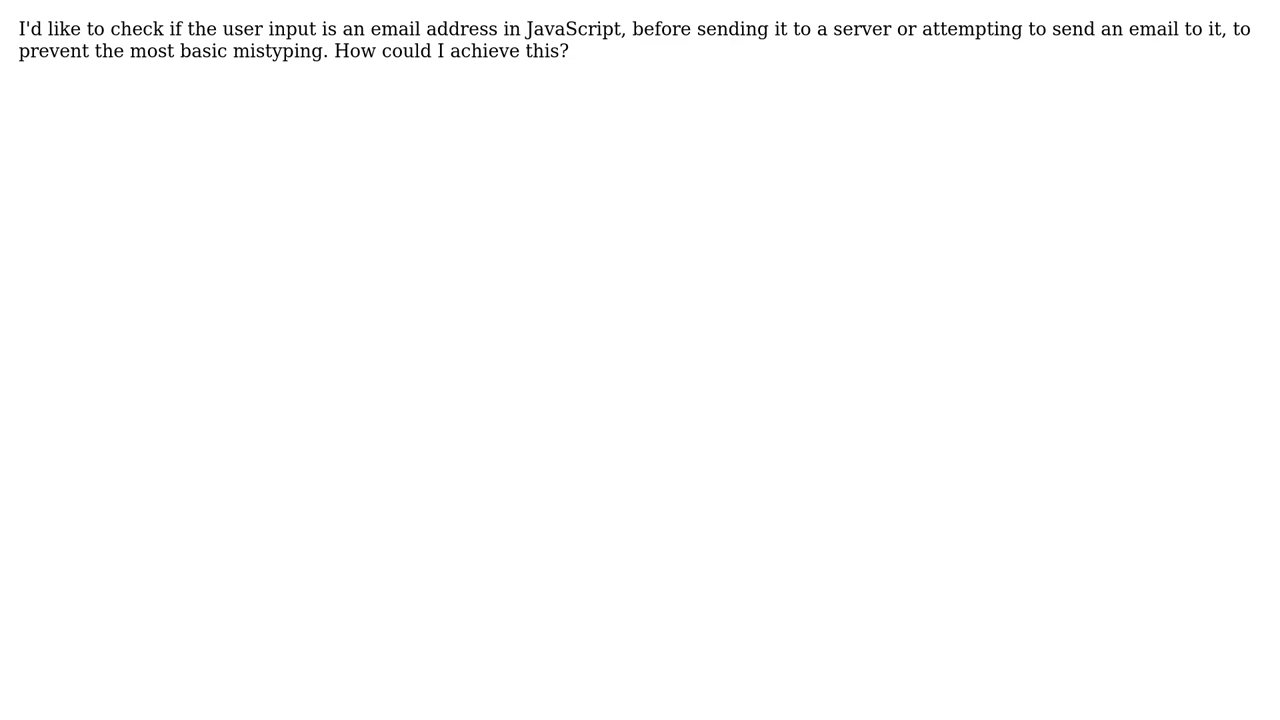 I'd like to check if the user input is an email address in JavaScript, before sending it to a server or attempting to send an email to it, to
prevent the most basic mistyping. How could I achieve this?